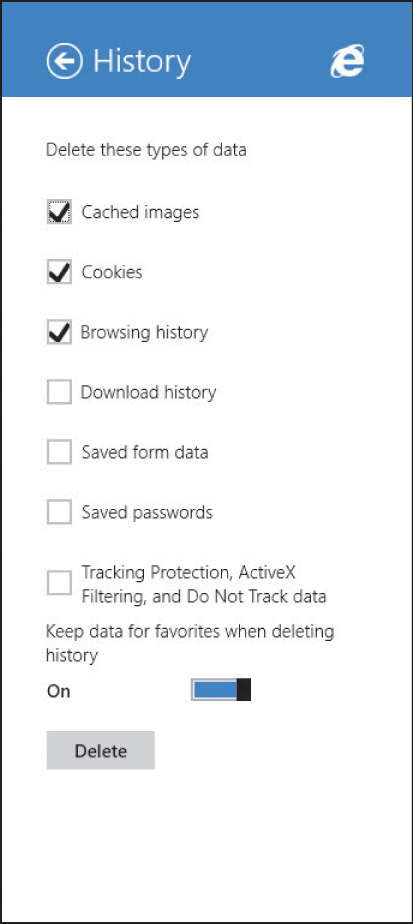 History
Delete these types of data
Cached images
Cookies
Browsing history
Download history
Saved form data
Saved passwords
Tracking Protection, ActiveX
Filtering, and Do Not Track data
Keep data for favorites when deleting
history
On
Delete